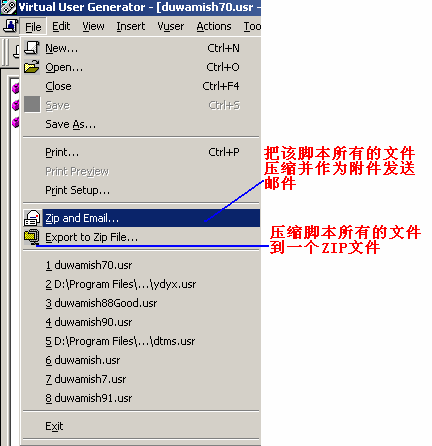 Virtual User Generator - [duwamish70.usr -
File Edit View Insert Vuser Actions Too
New... Ctrl+N
Open... Ctrl+O
Close Ctrl+F4
Save Ctrl+S
Save As...
Print... Ctrl+P
Print Preview
Print Setup...
Zip and Email...
Export to Zip File...
1 duwamish70.usr
2 D:\Program Files\...\ydyx.usr
3 duwamish88Good.usr
4 duwamish90.usr
5 D:\Program Files\...\dtms.usr
6 duwamish.usr
7 duwamish7.usr
8 duwamish91.usr
Exit
把该脚本所有的文件
压缩并作为附件发送
邮件
压缩脚本所有的文件
到一个ZIP文件